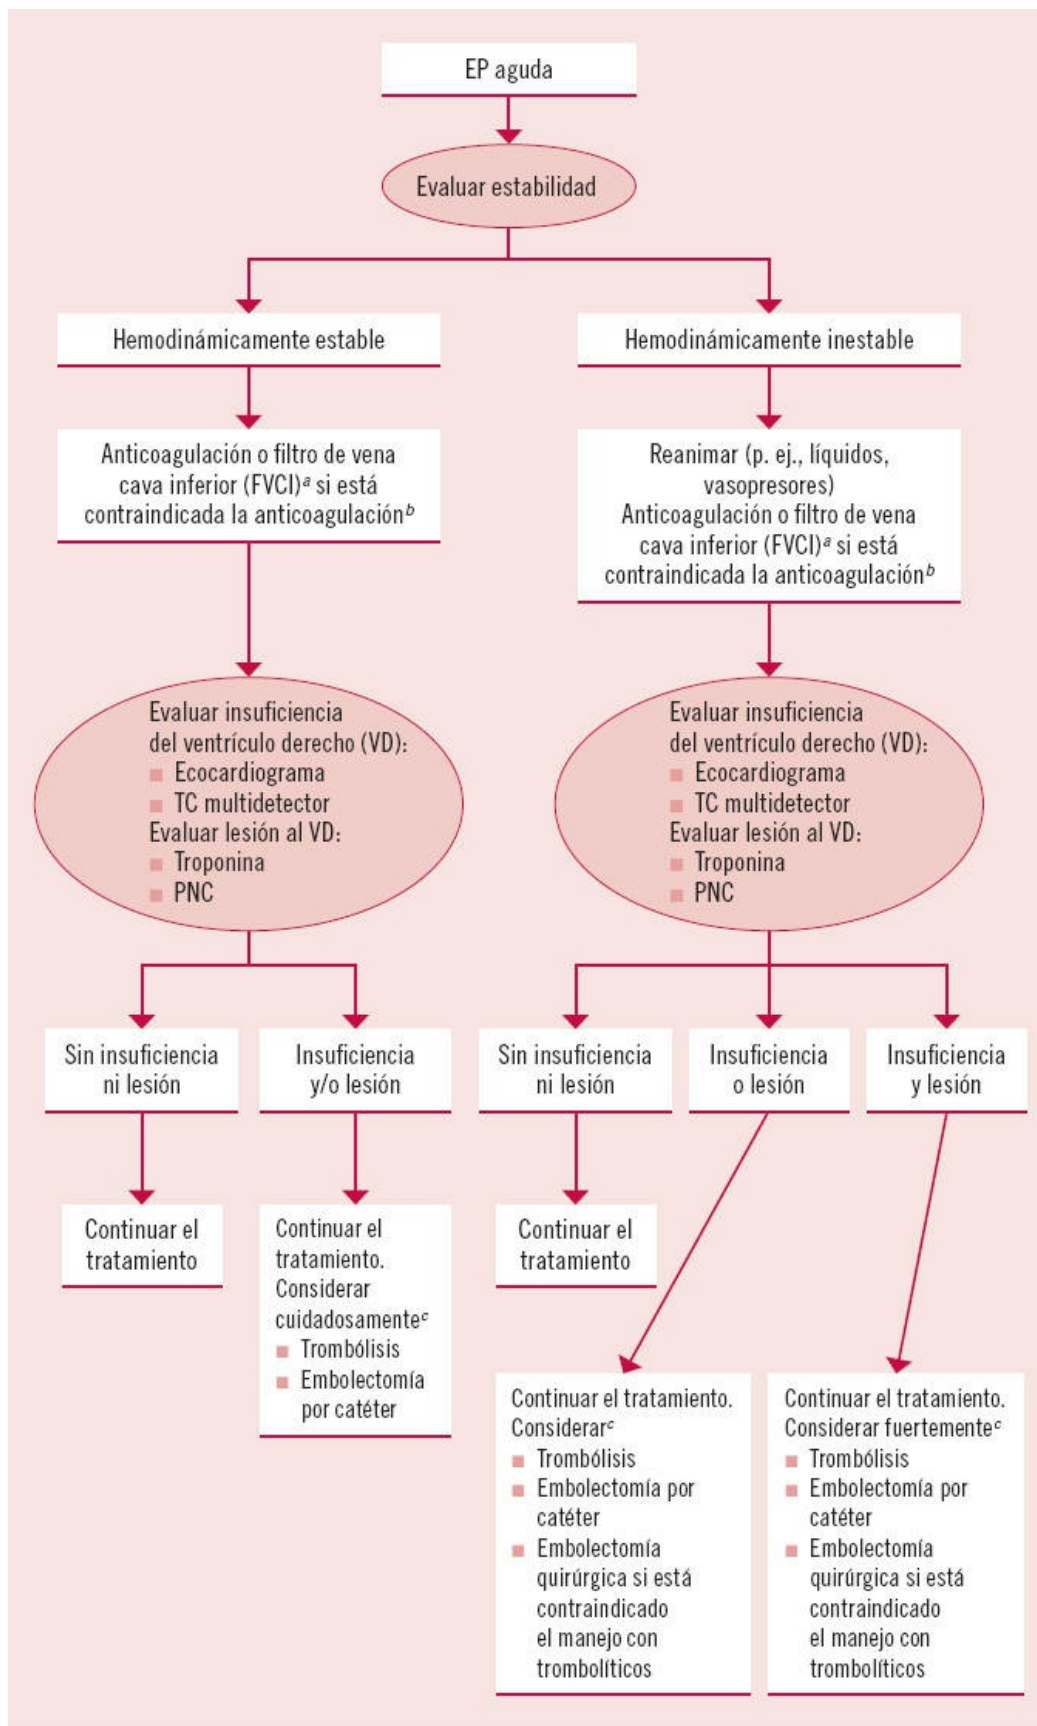 EP aguda
Evaluar estabilidad
Hemodinámicamente estable
Hemodinámicamente inestable
Anticoagulación o filtro de vena
cava inferior (FVCI)a si está
contraindicada la anticoagulaciónb
Reanimar (p. ej., líquidos,
vasopresores)
Anticoagulación o filtro de vena
cava inferior (FVCI)a si está
contraindicada la anticoagulaciónb
Evaluar insuficiencia
del ventrículo derecho (VD):
Ecocardiograma
TC multidetector
Evaluar lesión al VD:
Troponina
PNC
Evaluar insuficiencia
del ventrículo derecho (VD):
Ecocardiograma
TC multidetector
Evaluar lesión al VD:
Troponina
PNC
Sin insuficiencia
ni lesión
Insuficiencia
y/o lesión
Sin insuficiencia
ni lesión
Insuficiencia
o lesión
Insuficiencia
y lesión
Continuar el
tratamiento
Continuar el
tratamiento.
Considerar
cuidadosamentec
Trombólisis
Embolectomía
por catéter
Continuar el
tratamiento
Continuar el tratamiento.
Considerarc
Trombólisis
Embolectomía por
catéter
Embolectomía
quirúrgica si está
contraindicado
el manejo con
trombolíticos
Continuar el tratamiento.
Considerar fuertementec
Trombólisis
Embolectomía por
catéter
Embolectomía
quirúrgica si está
contraindicado
el manejo con
trombolíticos